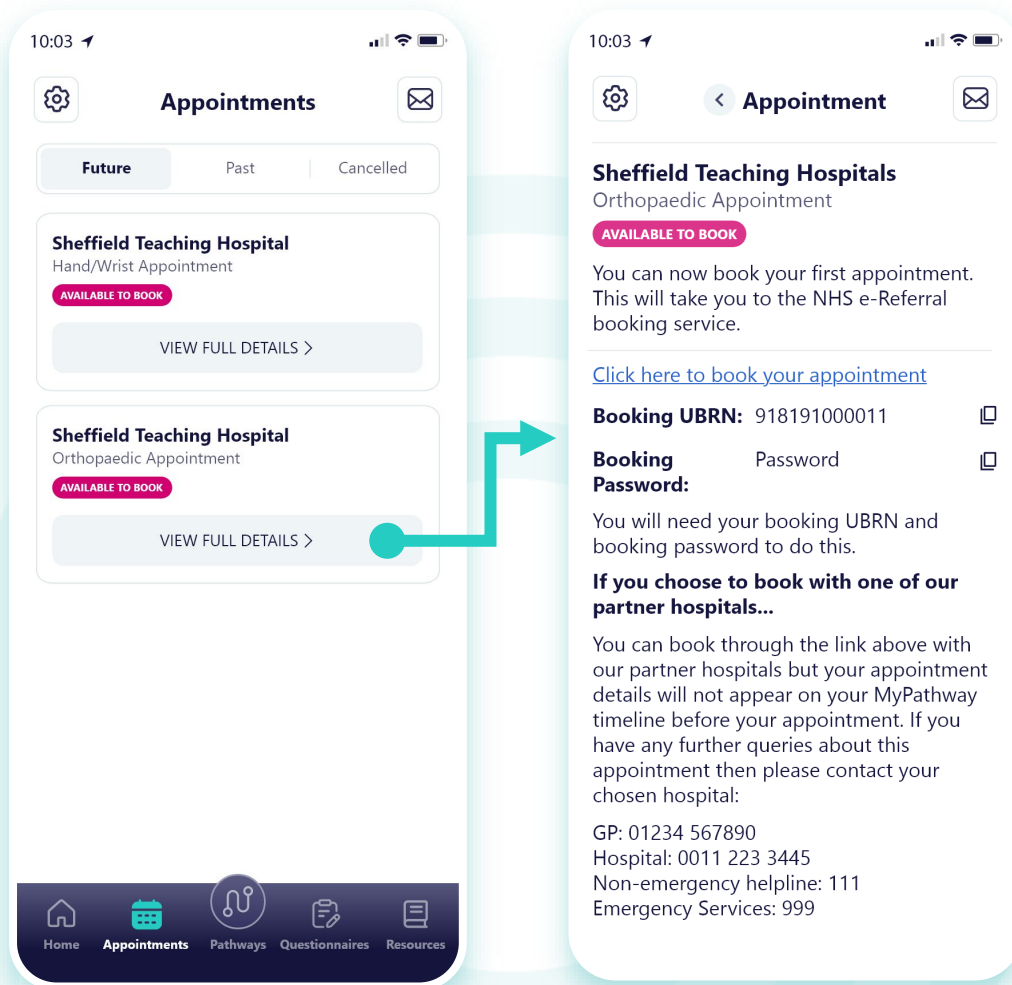 10:03
Appointments
Future
Past
Cancelled
Sheffield Teaching Hospital
Hand/Wrist Appointment
AVAILABLE TO BOOK
VIEW FULL DETAILS >
Sheffield Teaching Hospital
Orthopaedic Appointment
AVAILABLE TO BOOK
VIEW FULL DETAILS >
Home
Appointments
Pathways
Questionnaires
Resources
10:03
Appointment
Sheffield Teaching Hospitals
Orthopaedic Appointment
AVAILABLE TO BOOK
You can now book your first appointment.
This will take you to the NHS e-Referral
booking service.
Click here to book your appointment
Booking UBRN: 918191000011
Booking Password
Password:
You will need your booking UBRN and
booking password to do this.
If you choose to book with one of our
partner hospitals...
You can book through the link above with
our partner hospitals but your appointment
details will not appear on your MyPathway
timeline before your appointment. If you
have any further queries about this
appointment then please contact your
chosen hospital:
GP: 01234 567890
Hospital: 0011 223 3445
Non-emergency helpline: 111
Emergency Services: 999